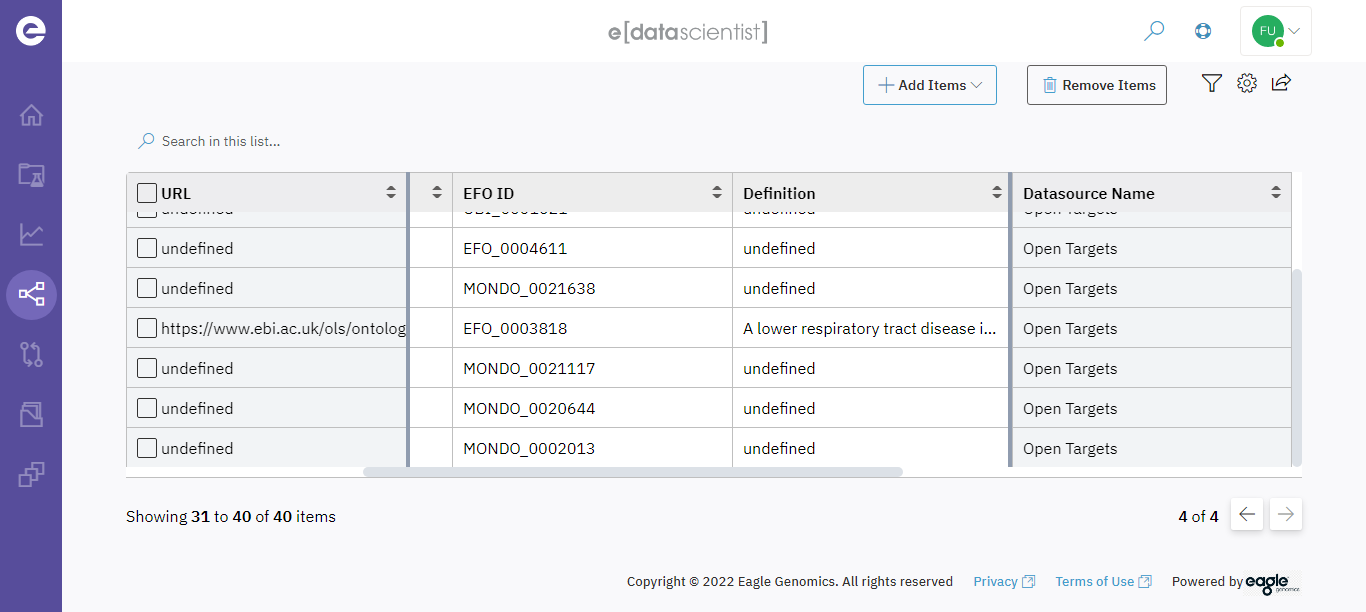 e[datascientist]
FU
Add Items
Remove Items
Search in this list...
URL EFO ID Definition Datasource Name
undefined undefined Open Targets
undefined EFO_0004611 undefined Open Targets
undefined MONDO_0021638 undefined Open Targets
https://www.ebi.ac.uk/ols/ontolog EFO_0003818 A lower respiratory tract disease i... Open Targets
undefined MONDO_0021117 undefined Open Targets
undefined MONDO_0020644 undefined Open Targets
undefined MONDO_0002013 undefined Open Targets
Showing 31 to 40 of 40 items
4 of 4
Copyright © 2022 Eagle Genomics. All rights reserved Privacy Terms of Use Powered by eagle genomics